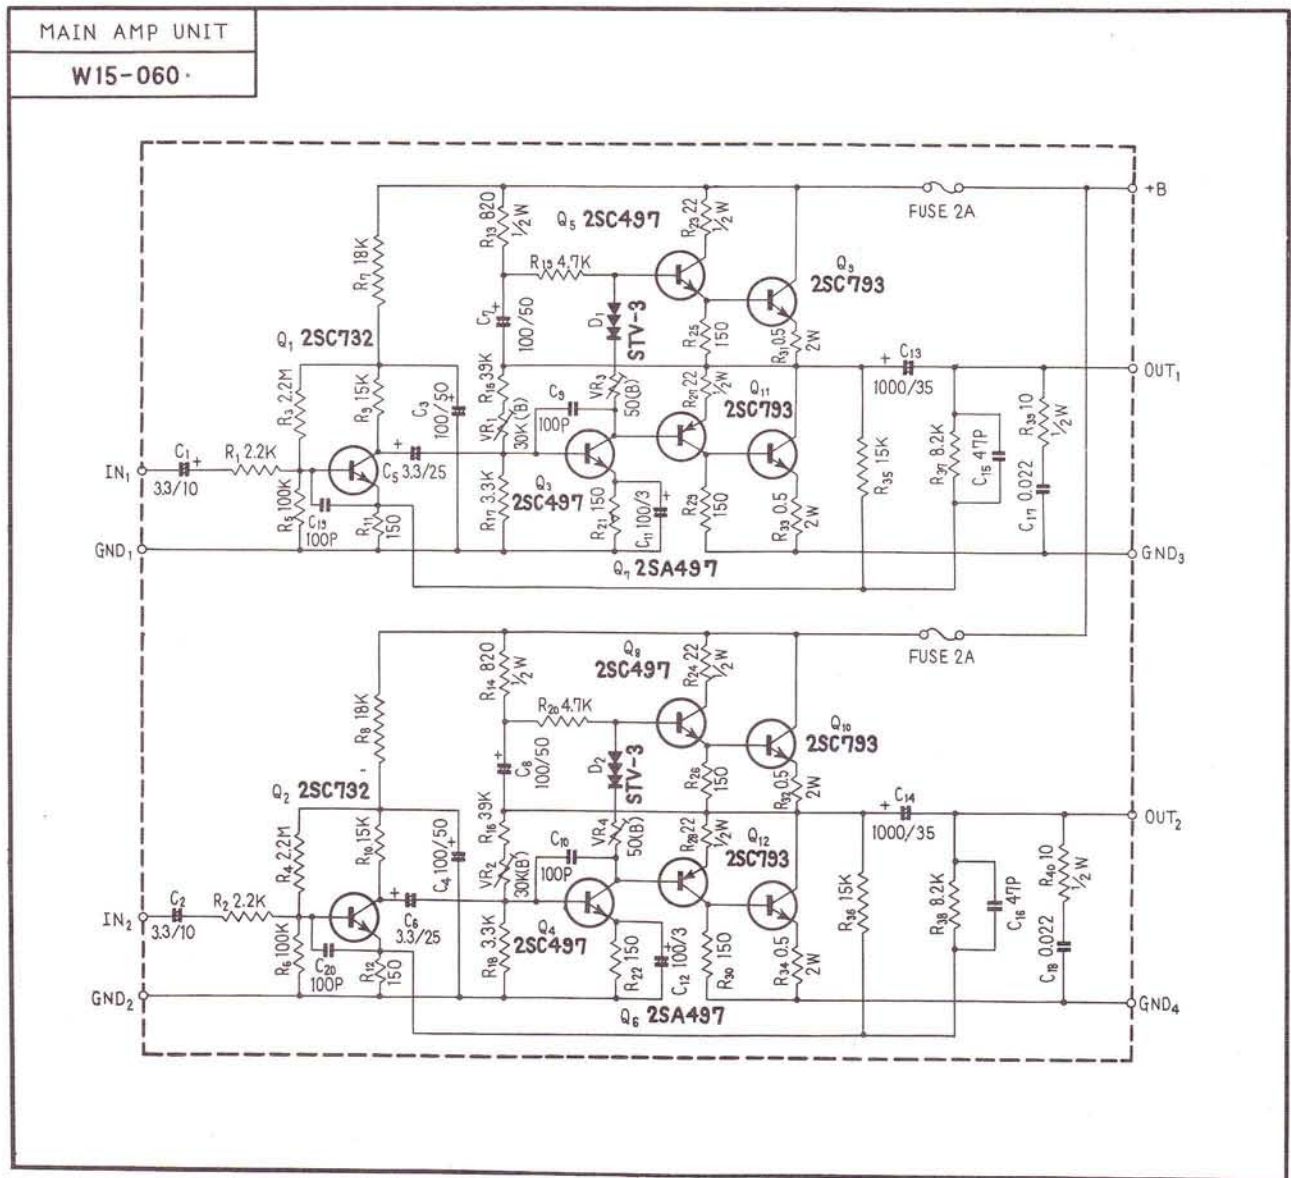 MAIN AMP UNIT
W15-060
+B
FUSE 2A
R13 820
1/2 W
Q5 2SC497
R23 22
1/2 W
Q9
2SC793
R7 18K
R19 4.7K
C7 +
100/50
D1
STV-3
R25
150
R31 0.5
2W
Q1 2SC732
+ C13
1000/35
OUT1
R3 2.2M
R9 15K
C3
100/50
+
R15 39K
VR1
30K(B)
C9
100P
VR3
50(B)
R27 22
1/2 W
Q11
2SC793
R35 15K
R37 8.2K
C15 47P
R39 10
1/2 W
C17 0.022
IN1
C1 +
3.3/10
R1 2.2K
+
C5 3.3/25
R5 100K
C19
100P
R11
150
R17 3.3K
Q3
2SC497
R21 150
+
C11 100/3
R29
150
R33 0.5
2W
GND1
GND3
Q7 2SA497
FUSE 2A
R14 820
1/2 W
Q8
2SC497
R24 22
1/2 W
Q10
2SC793
R8 18K
R20 4.7K
+
C8
100/50
D2
STV-3
R26
150
R32 0.5
2W
Q2 2SC732
+ C14
1000/35
OUT2
R4 2.2M
R10 15K
C4 100/50
+
R16 39K
VR2
30K(B)
C10
100P
VR4
50(B)
R28 22
1/2 W
Q12
2SC793
R36 15K
R38 8.2K
C16 47P
R40 10
1/2 W
C18 0.022
IN2
C2
3.3/10
R2 2.2K
+
C6
3.3/25
R6 100K
C20
100P
R12
150
R18 3.3K
Q4
2SC497
R22 150
+
C12 100/3
R30 150
R34 0.5
2W
GND2
GND4
Q6 2SA497